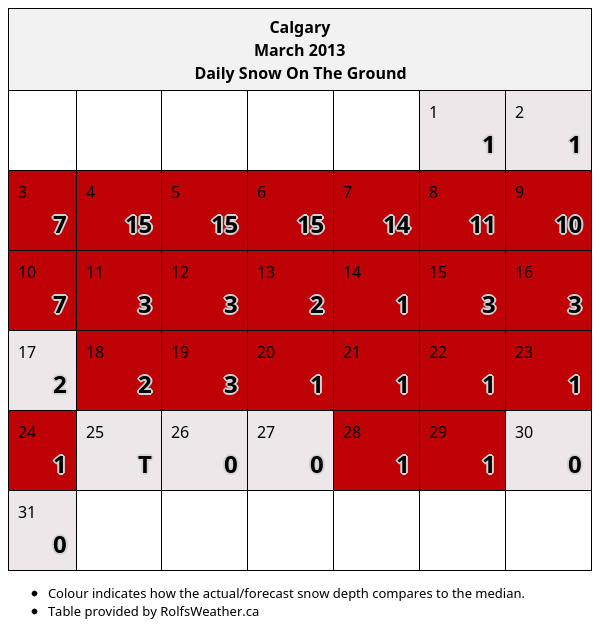 Calgary
March 2013
Daily Snow On The Ground
1 2
1 1
3 4 5 6 7 8 9
7 15 15 15 14 11 10
10 11 12 13 14 15 16
7 3 3 2 1 3 3
17 18 19 20 21 22 23
2 2 3 1 1 1 1
24 25 26 27 28 29 30
1 T 0 0 1 1 0
31
0
• Colour indicates how the actual/forecast snow depth compares to the median.
• Table provided by RolfsWeather.ca